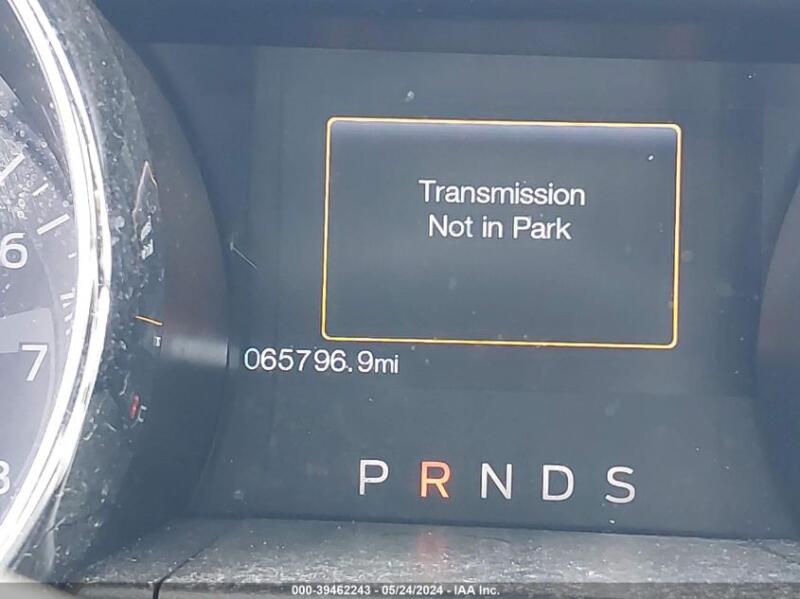 Transmission
Not in Park
6
7
065796.9mi
P R N D S
000-39462243 - 05/24/2024 - IAA Inc.